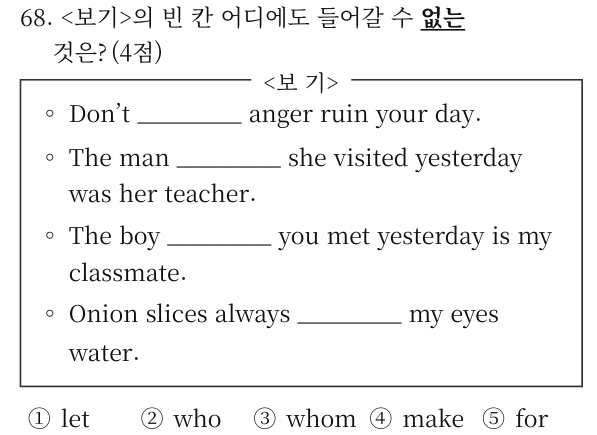 68. <보기>의 빈 칸 어디에도 들어갈 수 없는
것은?(4점)
<보 기>
◦ Don’t ________ anger ruin your day.
◦ The man ________ she visited yesterday
was her teacher.
◦ The boy ________ you met yesterday is my
classmate.
◦ Onion slices always ________ my eyes
water.
① let ② who ③ whom ④ make ⑤ for